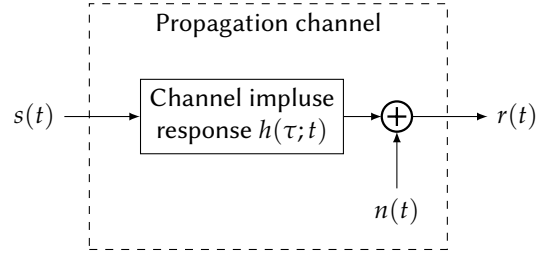 Propagation channel
s(t)
Channel impluse
response h(τ; t)
r(t)
n(t)